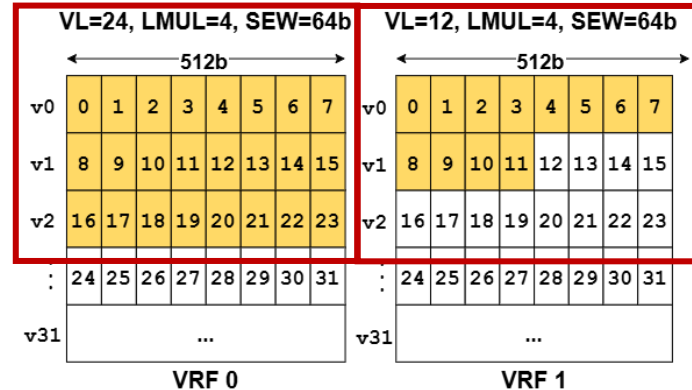 VL=24, LMUL=4, SEW=64b VL=12, LMUL=4, SEW=64b
512b 512b
v0 0 1 2 3 4 5 6 7 v0 0 1 2 3 4 5 6 7
v1 8 9 10 11 12 13 14 15 v1 8 9 10 11 12 13 14 15
v2 16 17 18 19 20 21 22 23 v2 16 17 18 19 20 21 22 23
⋮ 24 25 26 27 28 29 30 31 ⋮ 24 25 26 27 28 29 30 31
v31 ... v31 ...
VRF 0 VRF 1